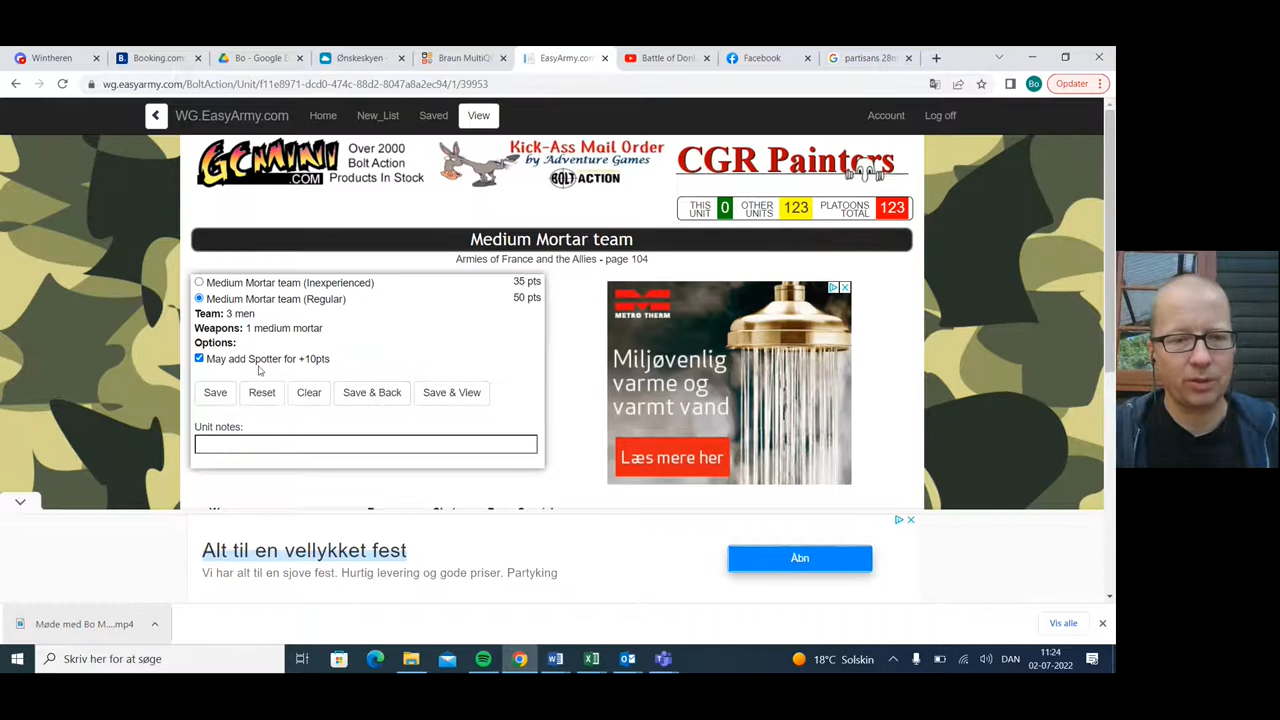 Wintheren
Booking.com:
Bo - Google D
Ønskeskyen -
Braun MultiQ
EasyArmy.com
Battle of Donl
Facebook
partisans 28m
wg.easyarmy.com/BoltAction/Unit/f11e8971-dcd0-474c-88d2-8047a8a2ec94/1/39953
Bo
Opdater
WG.EasyArmy.com
Home
New_List
Saved
View
Account
Log off
GCMINI
.COM
Over 2000
Bolt Action
Products In Stock
Kick-Ass Mail Order
by Adventure Games
BOLT ACTION
CGR Painters
THIS UNIT 0 OTHER UNITS 123 PLATOONS TOTAL 123
Medium Mortar team
Armies of France and the Allies - page 104
Medium Mortar team (Inexperienced) 35 pts
Medium Mortar team (Regular) 50 pts
Team: 3 men
Weapons: 1 medium mortar
Options:
May add Spotter for +10pts
Save Reset Clear Save & Back Save & View
Unit notes:
METRO THERM
Miljøvenlig
varme og
varmt vand
Læs mere her
Alt til en vellykket fest
Vi har alt til en sjove fest. Hurtig levering og gode priser. Partyking
Åbn
Møde med Bo M....mp4
Vis alle
Skriv her for at søge
18°C Solskin
DAN
11:24
02-07-2022